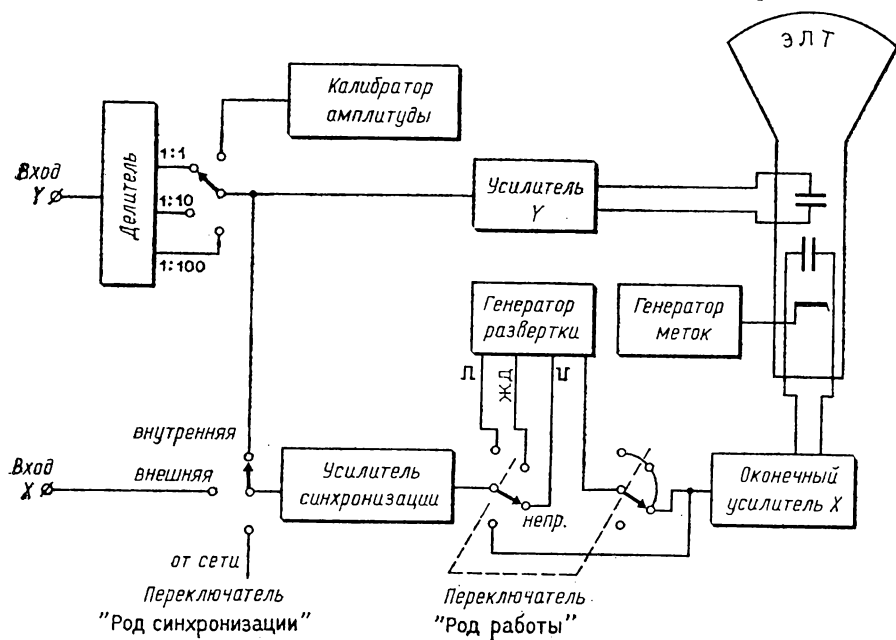 ЭЛТ
Калибратор
амплитуды
Делитель
1:1
1:10
1:100
Вход
Y
Усилитель
Y
Генератор
развертки
Генератор
меток
ЖД
внутренняя
Вход
X
внешняя
Усилитель
синхронизации
непр.
Оконечный
усилитель X
от сети
Переключатель
"Род синхронизации"
Переключатель
"Род работы"